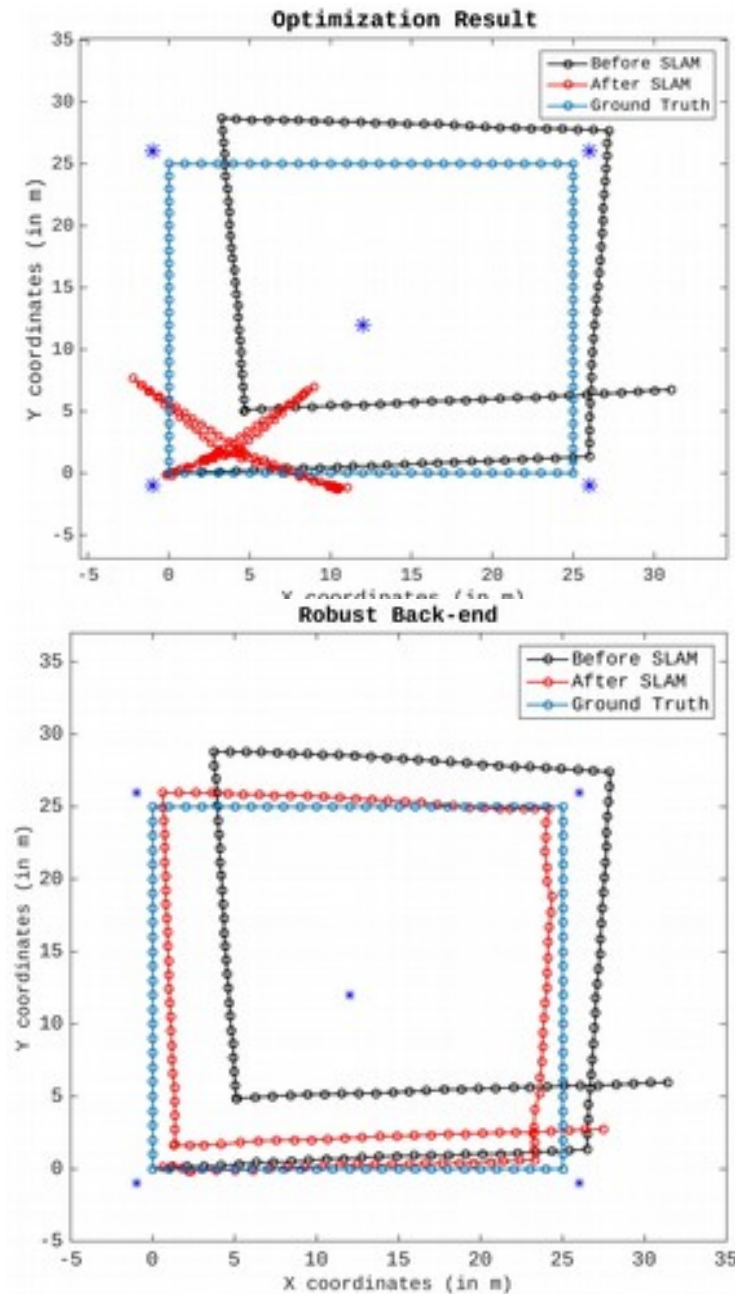 Optimization Result
35
30
25
20
15
10
5
0
-5
Y coordinates (in m)
Before SLAM
After SLAM
Ground Truth
-5 0 5 10 15 20 25 30
X coordinates (in m)
Robust Back-end
35
30
25
20
15
10
5
0
-5
Y coordinates (in m)
Before SLAM
After SLAM
Ground Truth
-5 0 5 10 15 20 25 30 35
X coordinates (in m)